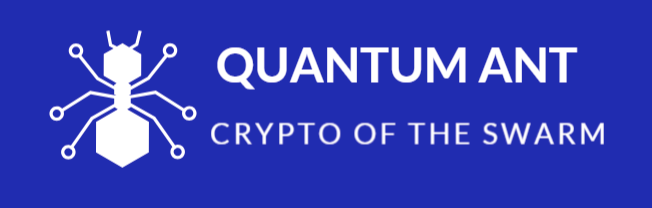 QUANTUM ANT
CRYPTO OF THE SWARM